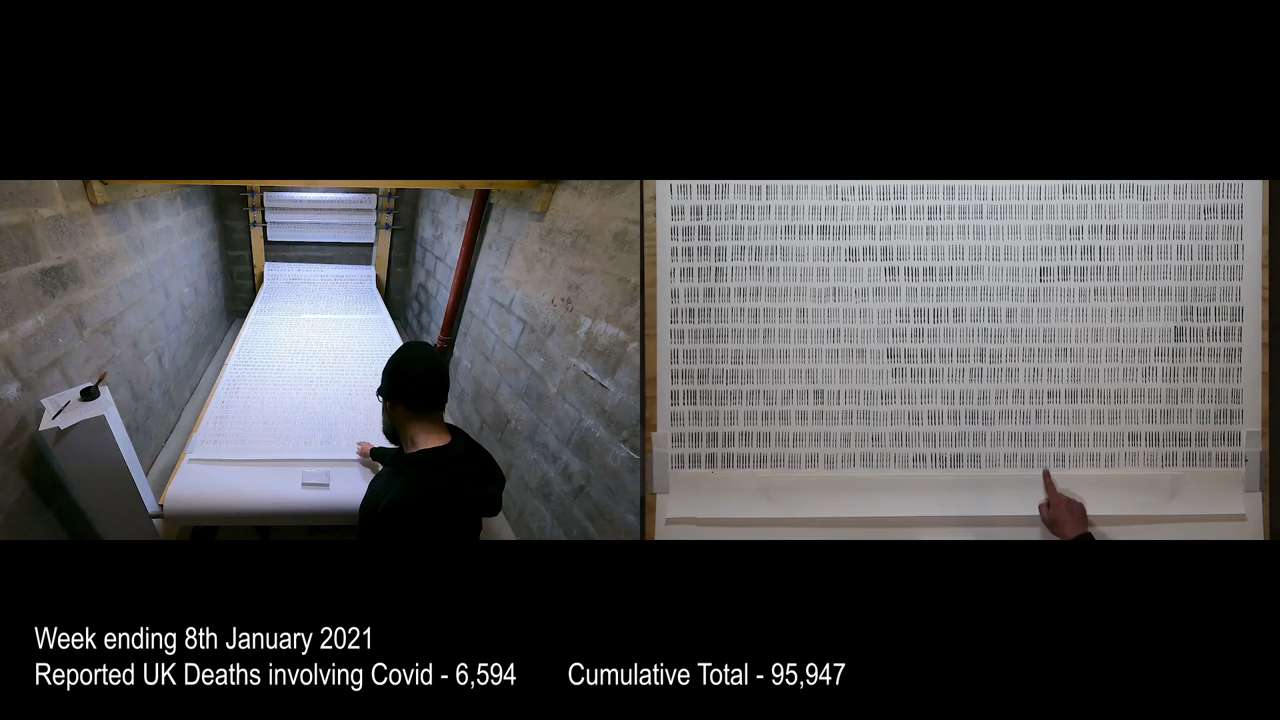 Week ending 8th January 2021
Reported UK Deaths involving Covid - 6,594 Cumulative Total - 95,947